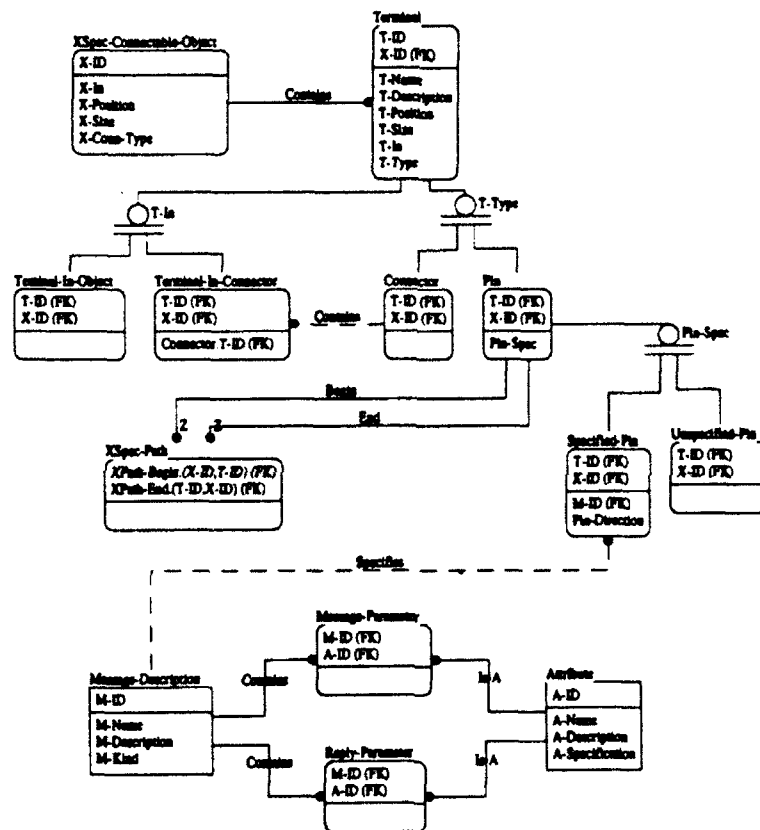 Terminal
T-ID
X-ID (FK)
T-Name
T-Description
T-Position
T-Size
T-In
T-Type
XSpec-Connectable-Object
X-ID
X-In
X-Position
X-Size
X-Conn-Type
Contains
T-In
T-Type
Terminal-In-Object
T-ID (FK)
X-ID (FK)
Terminal-In-Connector
T-ID (FK)
X-ID (FK)
Connector.T-ID (FK)
Contains
Connector
T-ID (FK)
X-ID (FK)
Pin
T-ID (FK)
X-ID (FK)
Pin-Spec
Pin-Spec
Begin
End
2
2
XSpec-Path
XPath-Begin.(X-ID,T-ID) (FK)
XPath-End.(T-ID,X-ID) (FK)
Specified-Pin
T-ID (FK)
X-ID (FK)
M-ID (FK)
Pin-Direction
Unspecified-Pin
T-ID (FK)
X-ID (FK)
Specifies
Message-Parameter
M-ID (FK)
A-ID (FK)
Message-Description
M-ID
M-Name
M-Description
M-Kind
Contains
Is A
Attribute
A-ID
A-Name
A-Description
A-Specification
Contains
Is A
Reply-Parameter
M-ID (FK)
A-ID (FK)